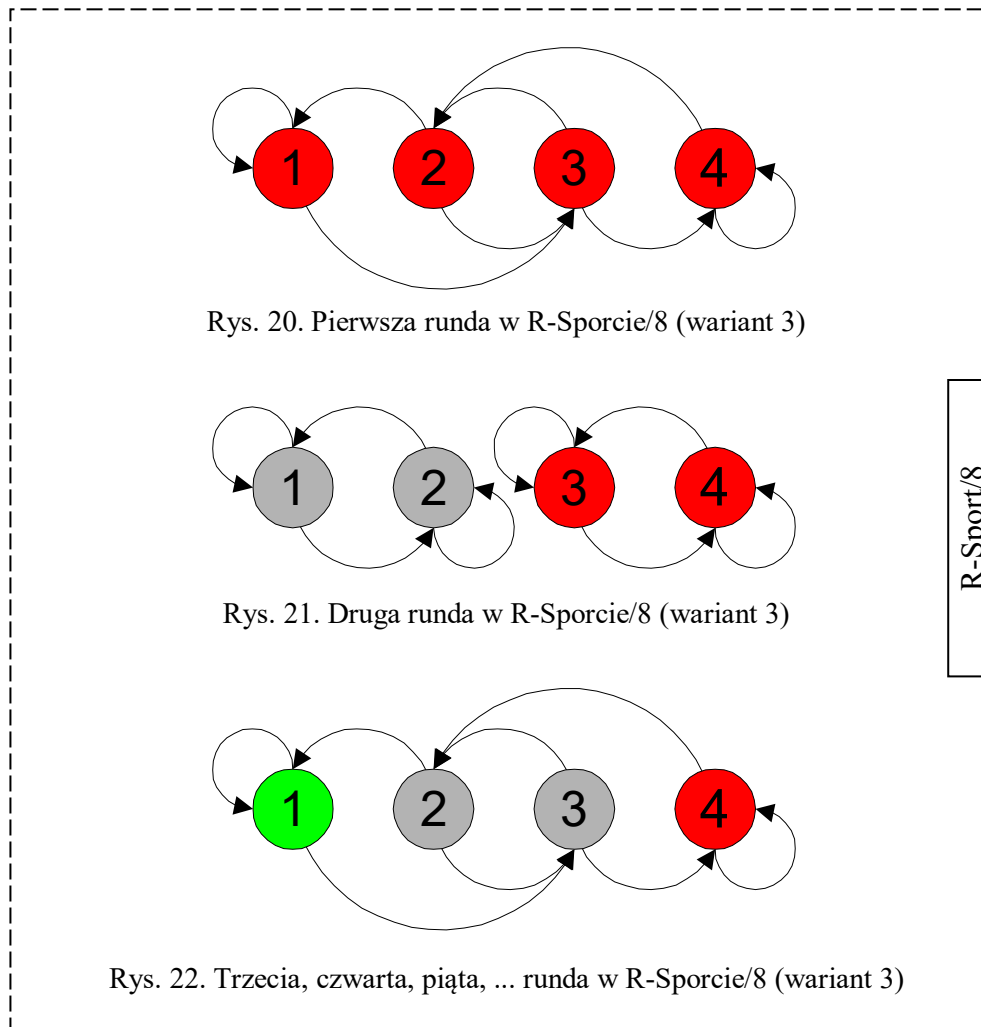 1 2 3 4
Rys. 20. Pierwsza runda w R-Sporcie/8 (wariant 3)
1 2 3 4
Rys. 21. Druga runda w R-Sporcie/8 (wariant 3)
R-Sport/8
1 2 3 4
Rys. 22. Trzecia, czwarta, piąta, ... runda w R-Sporcie/8 (wariant 3)